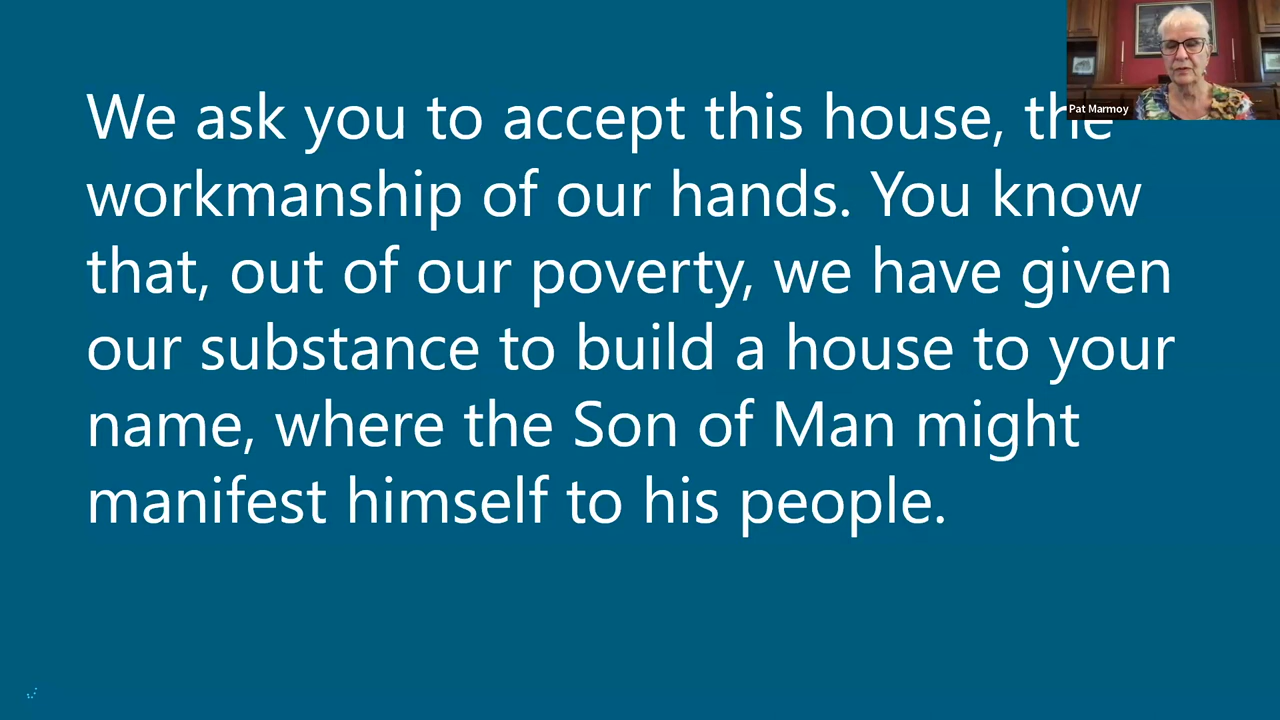 We ask you to accept this house, the
workmanship of our hands. You know
that, out of our poverty, we have given
our substance to build a house to your
name, where the Son of Man might
manifest himself to his people.
Pat Marmoy